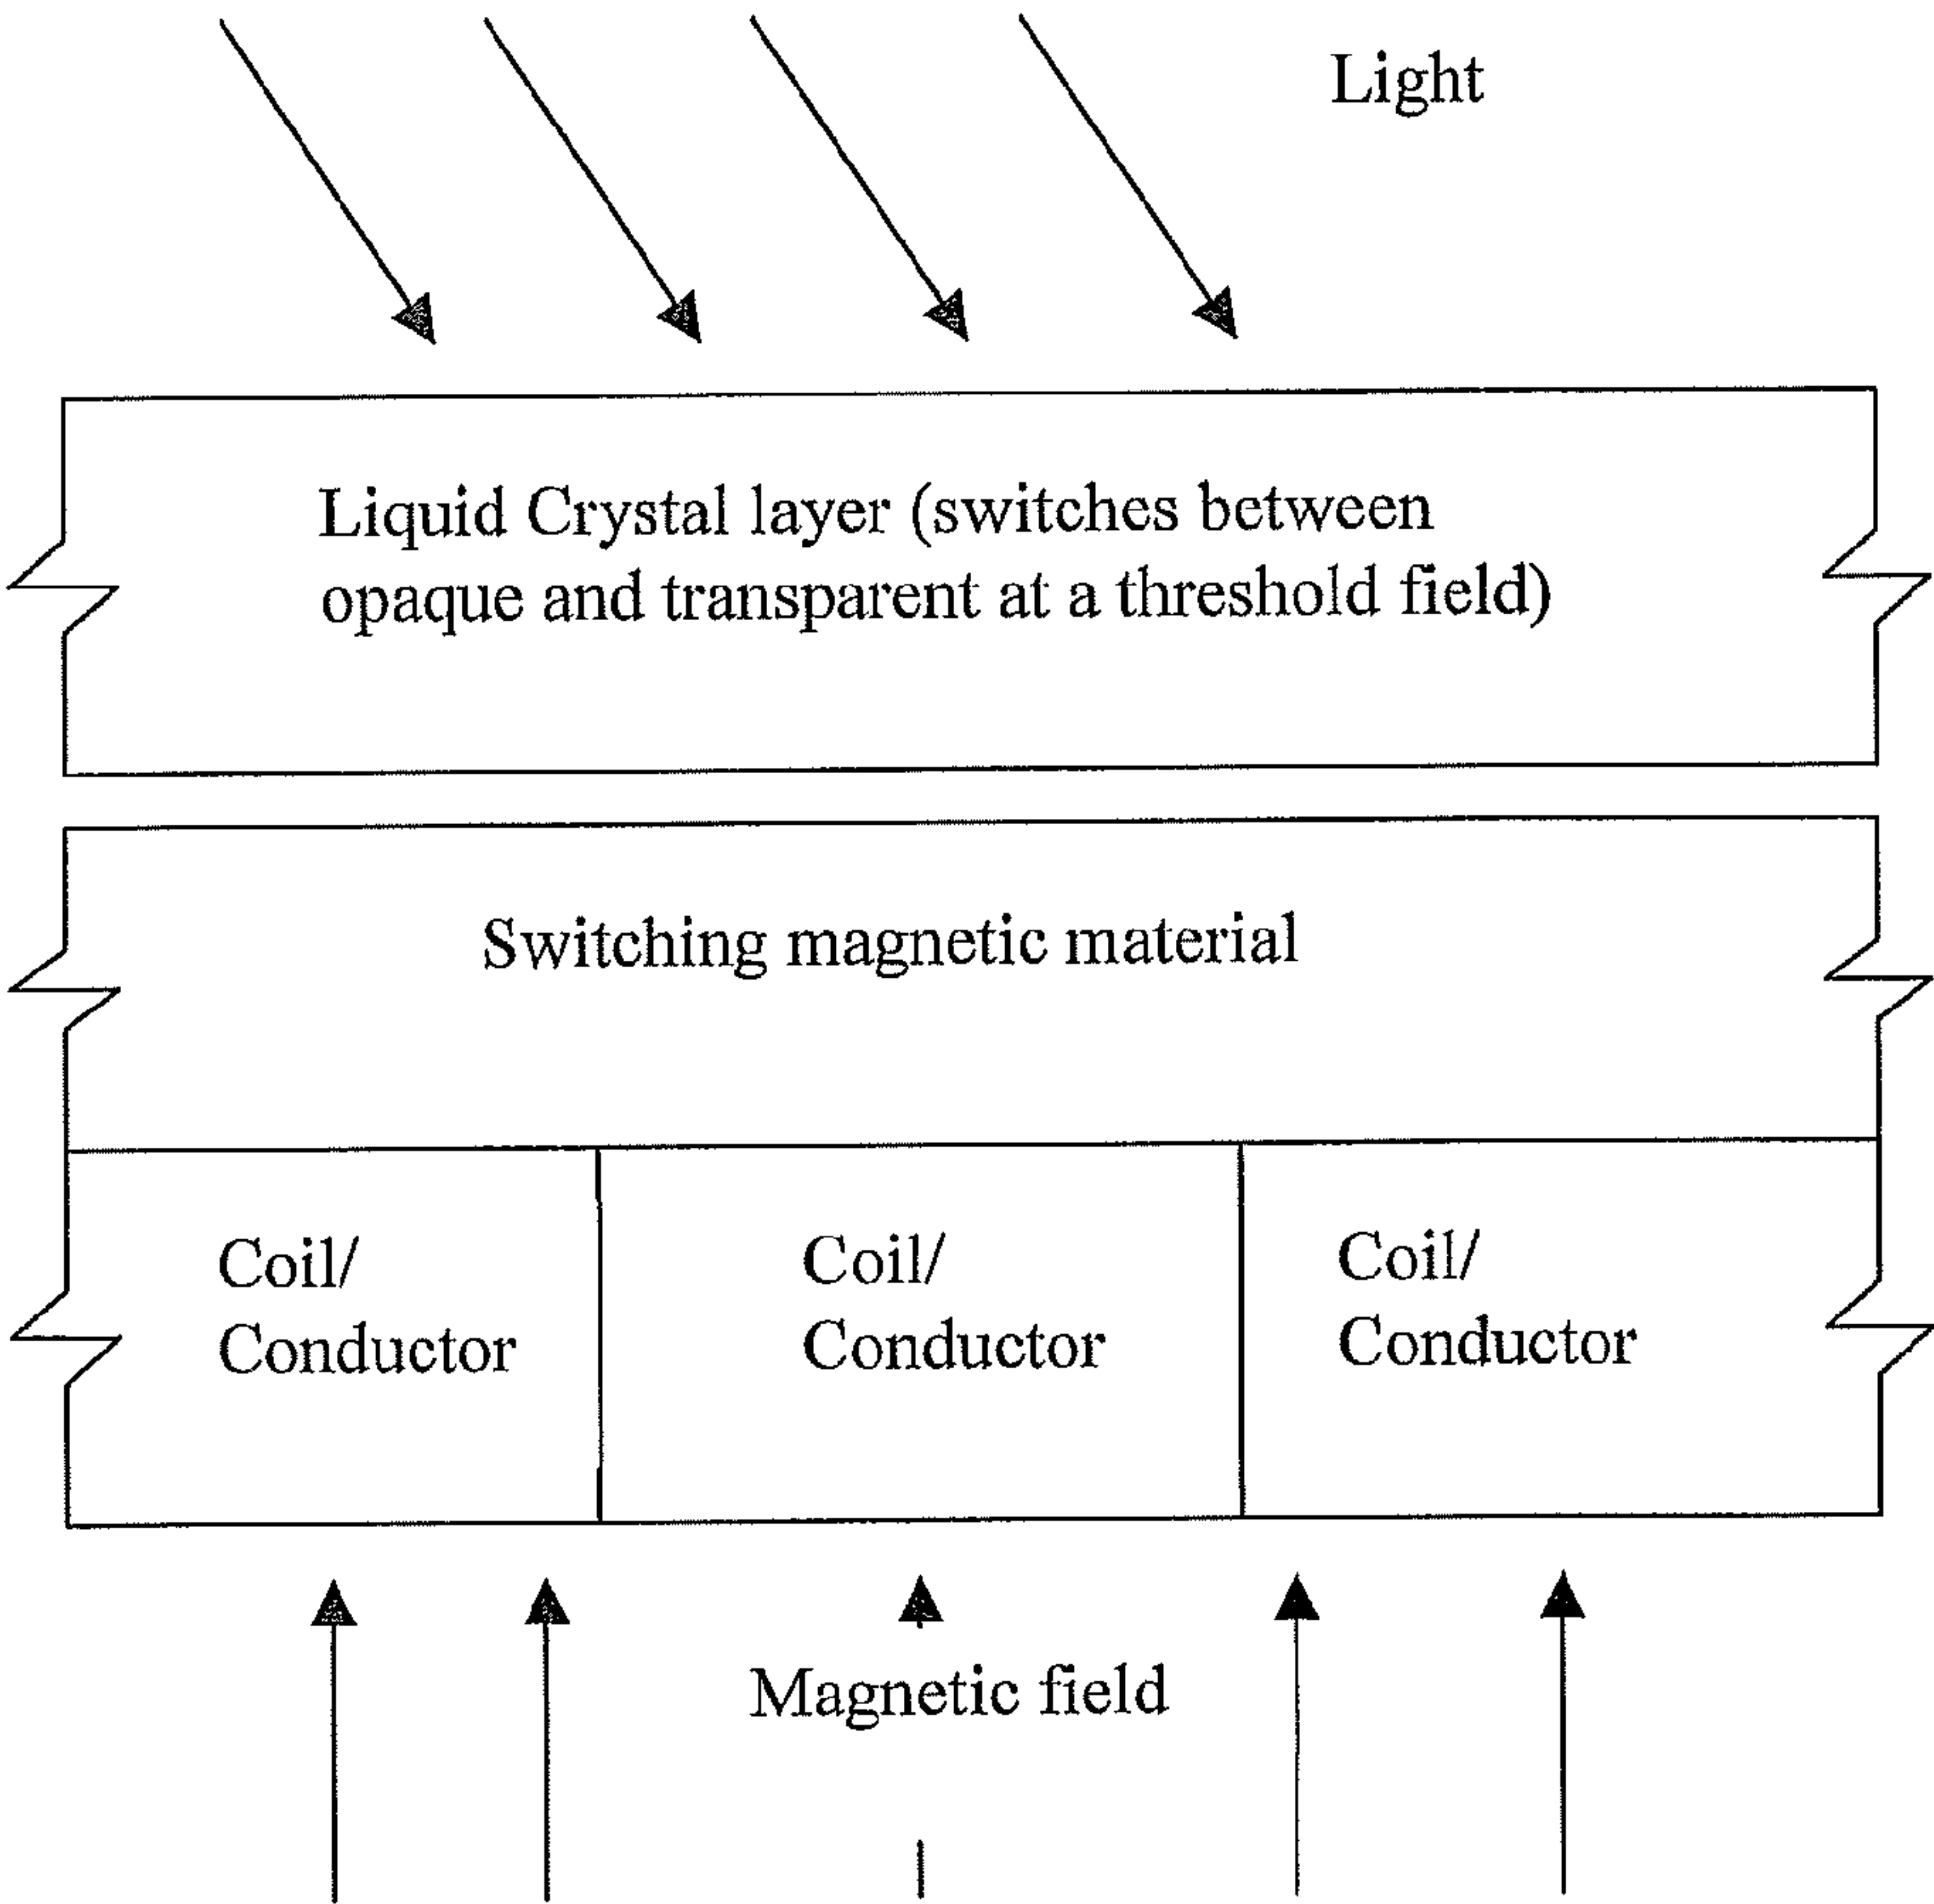 Light
Liquid Crystal layer (switches between
opaque and transparent at a threshold field)
Switching magnetic material
Coil/
Conductor
Coil/
Conductor
Coil/
Conductor
Magnetic field